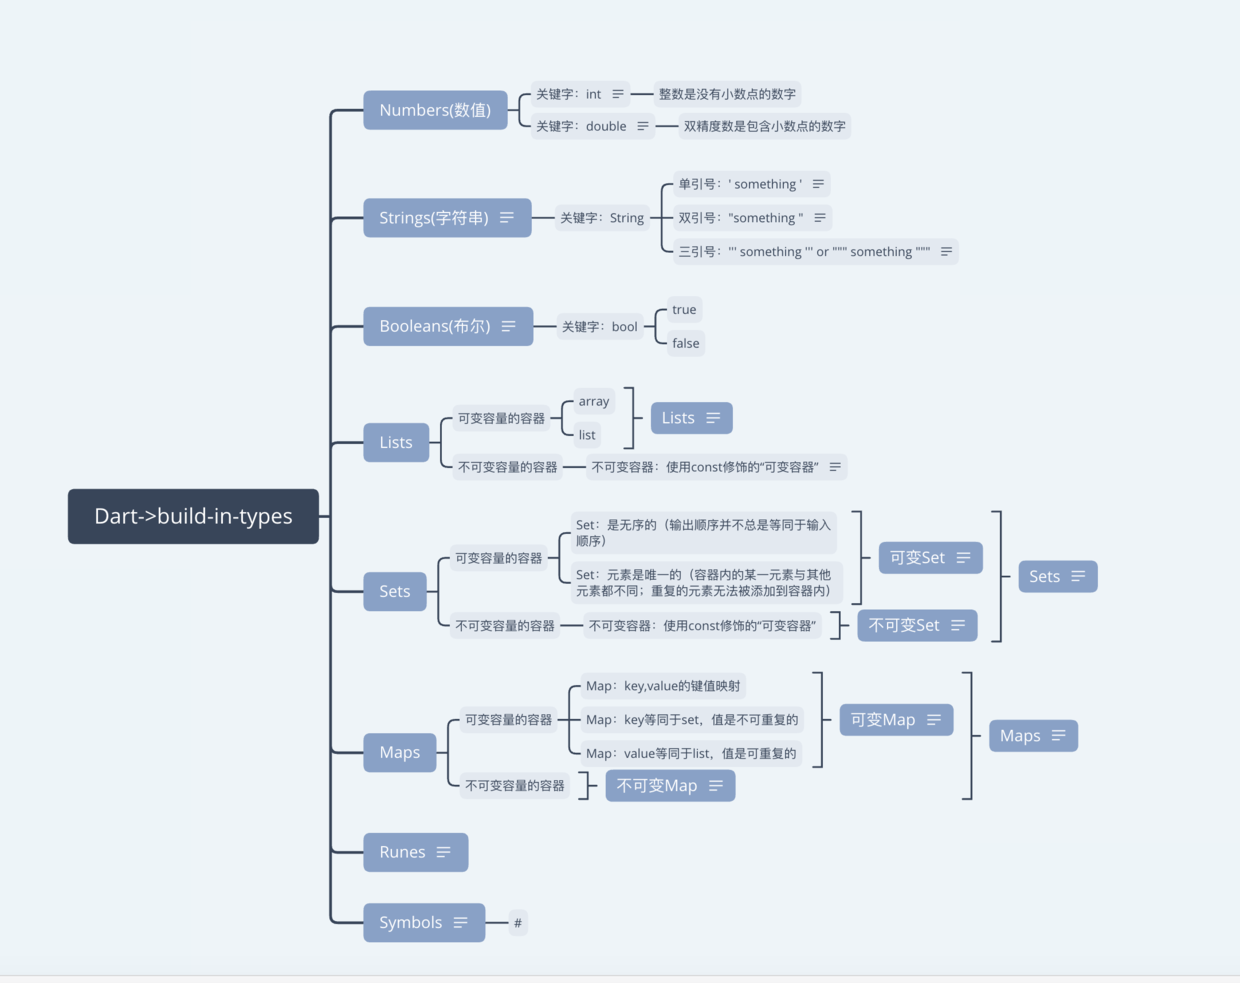 Dart->build-in-types
Numbers(数值)
关键字：int
整数是没有小数点的数字
关键字：double
双精度数是包含小数点的数字
Strings(字符串)
关键字：String
单引号：' something '
双引号："something "
三引号：''' something ''' or """ something """
Booleans(布尔)
关键字：bool
true
false
Lists
可变容量的容器
array
list
Lists
不可变容量的容器
不可变容器：使用const修饰的“可变容器”
Sets
可变容量的容器
Set：是无序的（输出顺序并不总是等同于输入
顺序）
Set：元素是唯一的（容器内的某一元素与其他
元素都不同；重复的元素无法被添加到容器内）
可变Set
不可变容量的容器
不可变容器：使用const修饰的“可变容器”
不可变Set
Sets
Maps
可变容量的容器
Map：key,value的键值映射
Map：key等同于set，值是不可重复的
Map：value等同于list，值是可重复的
可变Map
不可变容量的容器
不可变Map
Maps
Runes
Symbols
#